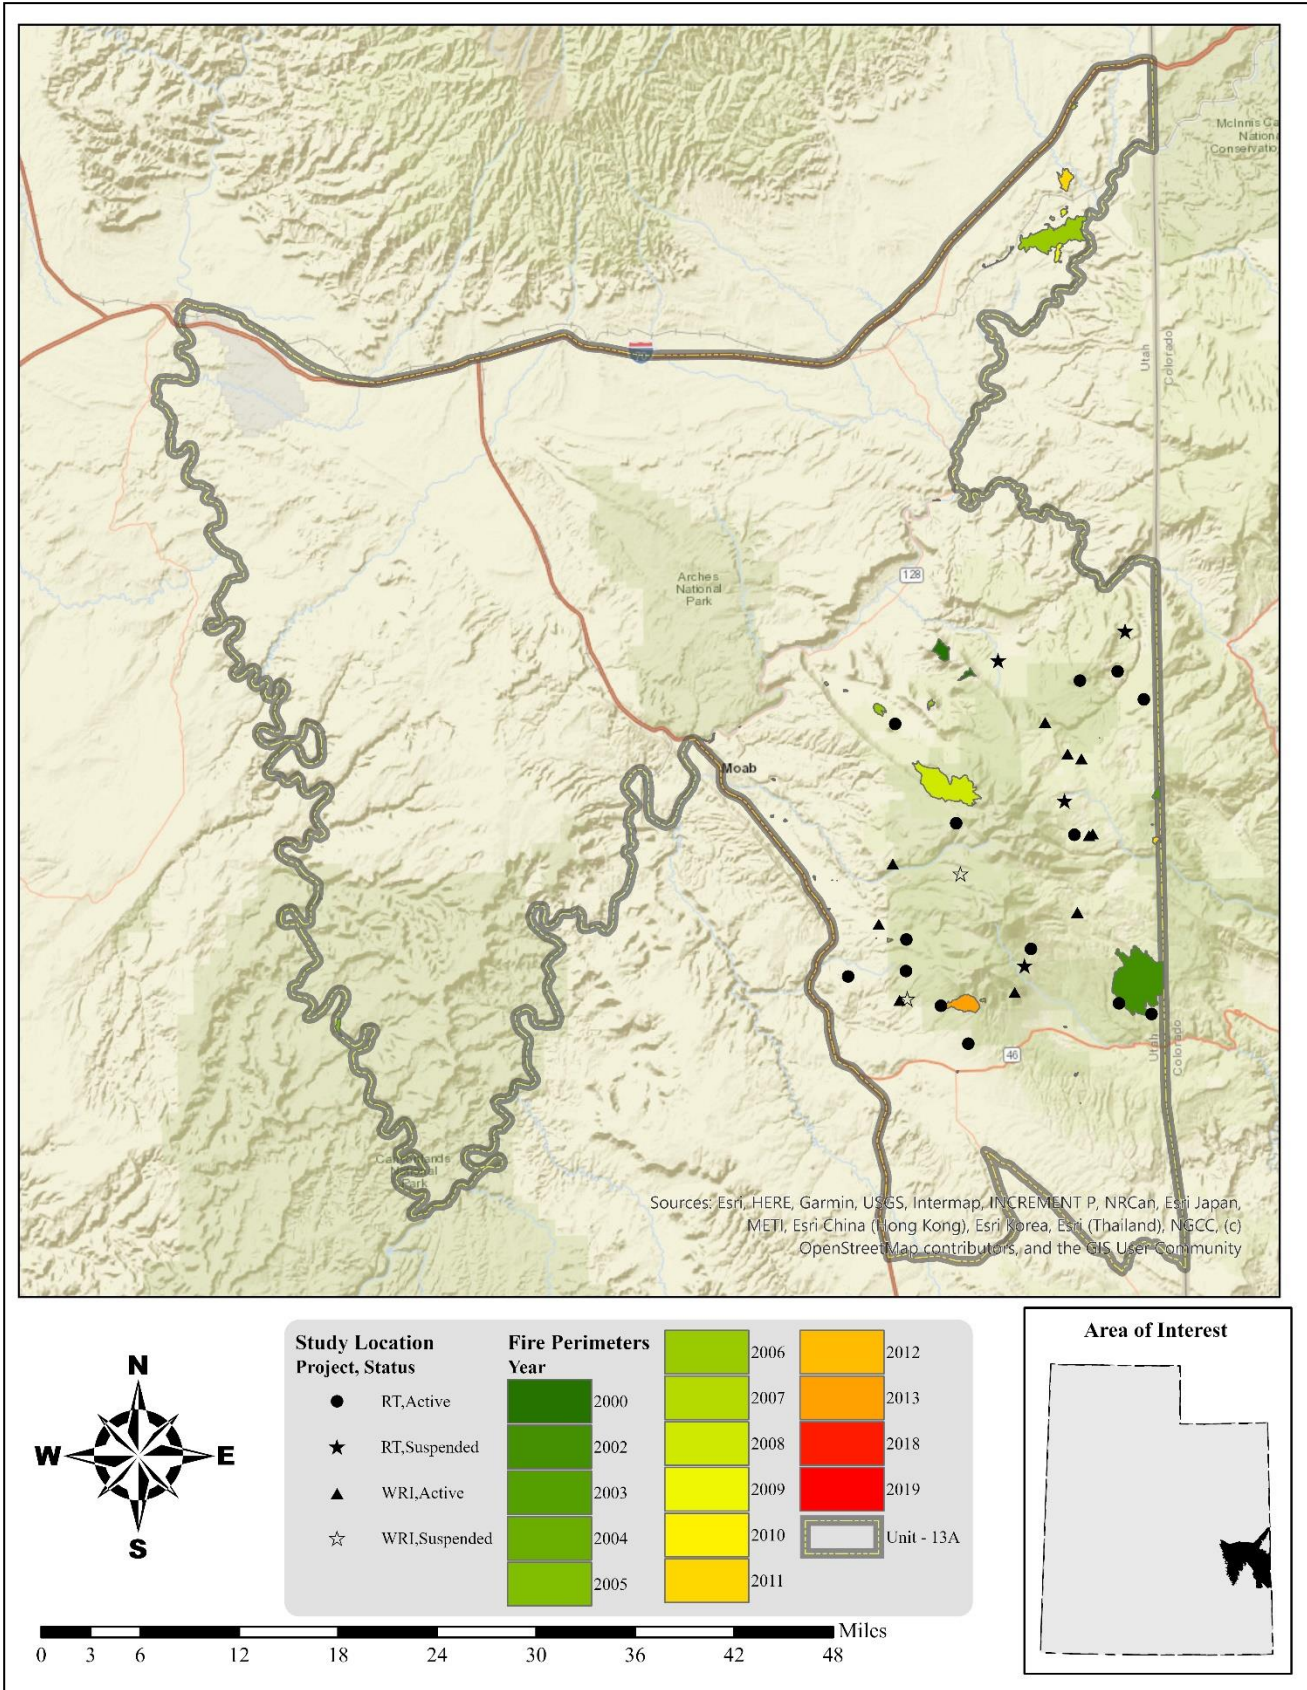 McInnis Ca
Nationa
Conservatio
Utah
Colorado
Arches
National
Park
128
Moab
46
Utah
Colorado
Canyonlands
National
Park
Sources: Esri, HERE, Garmin, USGS, Intermap, INCREMENT P, NRCan, Esri Japan,
METI, Esri China (Hong Kong), Esri Korea, Esri (Thailand), NGCC, (c)
OpenStreetMap contributors, and the GIS User Community
N
W
E
S
Study Location
Project, Status
RT,Active
RT,Suspended
WRI,Active
WRI,Suspended
Fire Perimeters
Year
2000
2002
2003
2004
2005
2006
2007
2008
2009
2010
2011
2012
2013
2018
2019
Unit - 13A
Area of Interest
Miles
0 3 6 12 18 24 30 36 42 48